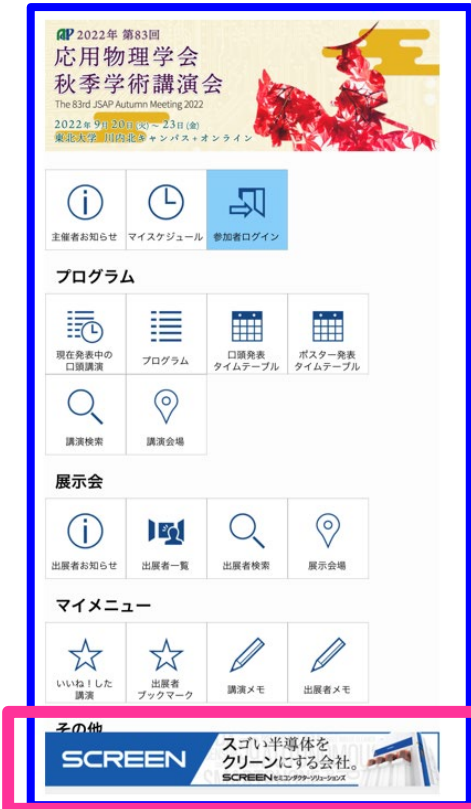 2022年 第83回
応用物理学会
秋季学術講演会
The 83rd JSAP Autumn Meeting 2022
2022年 9月 20日 (火) ~ 23日 (金)
東北大学 川内北キャンパス+オンライン
主催者お知らせ マイスケジュール 参加者ログイン
プログラム
現在発表中の
口頭講演
プログラム
口頭発表
タイムテーブル
ポスター発表
タイムテーブル
講演検索 講演会場
展示会
出展者お知らせ 出展者一覧 出展者検索 展示会場
マイメニュー
いいね!した
講演
出展者
ブックマーク
講演メモ 出展者メモ
その他
SCREEN
スゴい半導体を
クリーンにする会社。
SCREENセミコンダクターソリューションズ